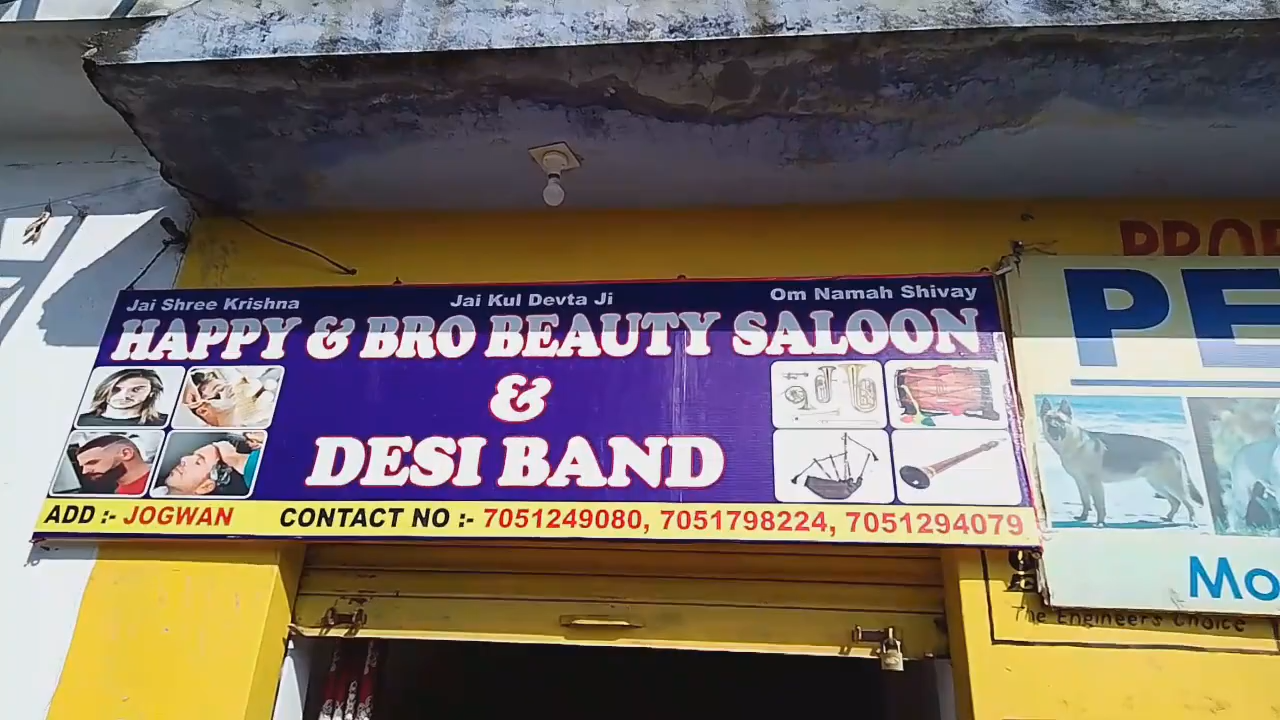 Jai Shree Krishna Jai Kul Devta Ji Om Namah Shivay
HAPPY & BRO BEAUTY SALOON
&
DESI BAND
ADD :- JOGWAN CONTACT NO :- 7051249080, 7051798224, 7051294079
PE
Mo
The Engineer's Choice